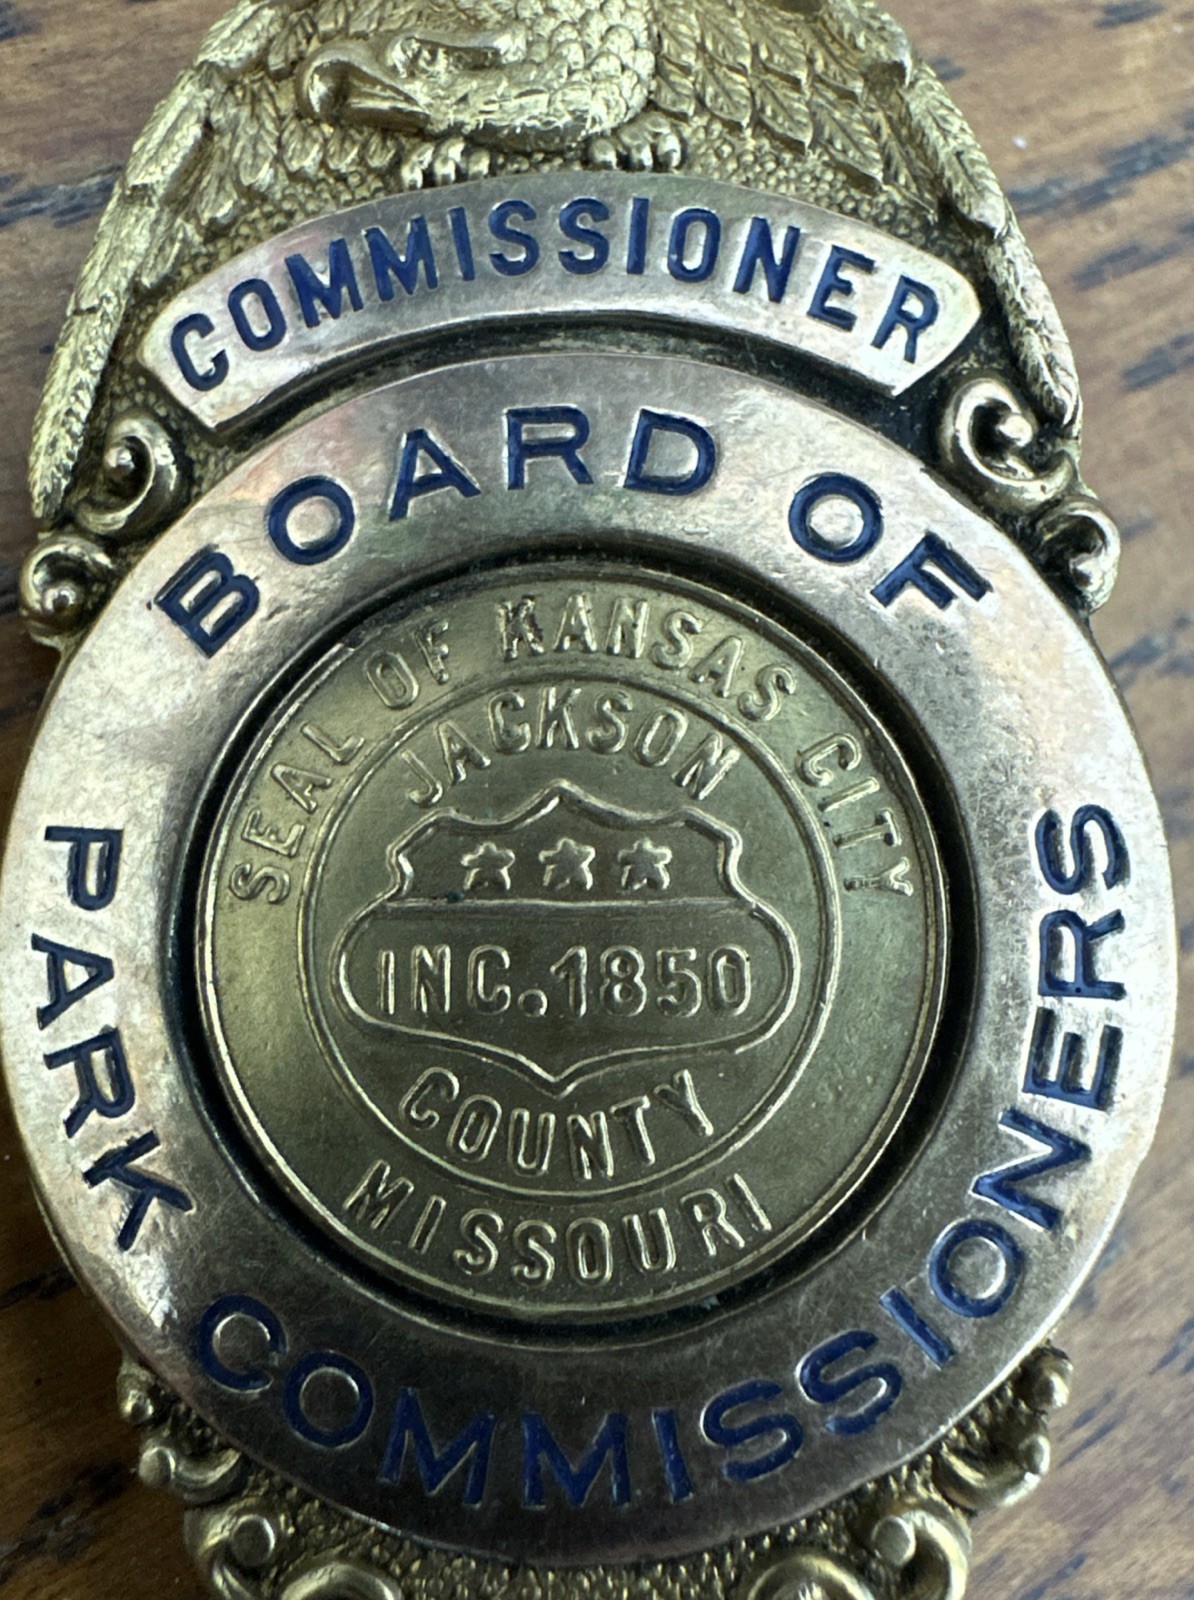 COMMISSIONER
BOARD OF
PARK COMMISSIONERS
SEAL OF KANSAS CITY
JACKSON
INC. 1850
COUNTY
MISSOURI